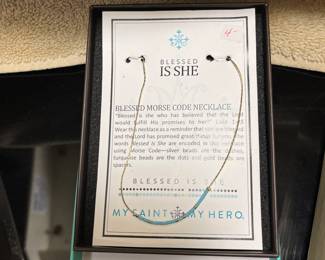 4-
BLESSED
IS SHE
BLESSED MORSE CODE NECKLACE
"Blessed is she who has believed that the Lord
would fulfill His promises to her!" Luke 1:45
Wear this necklace as a reminder that you are blessed
and the Lord has promised great things for you. The
words Blessed Is She are encoded in this necklace
using Morse Code—silver beads are the dashes,
turquoise beads are the dots and gold beads are
spacers.
BLESSED IS SHE
MY SAINT MY HERO.